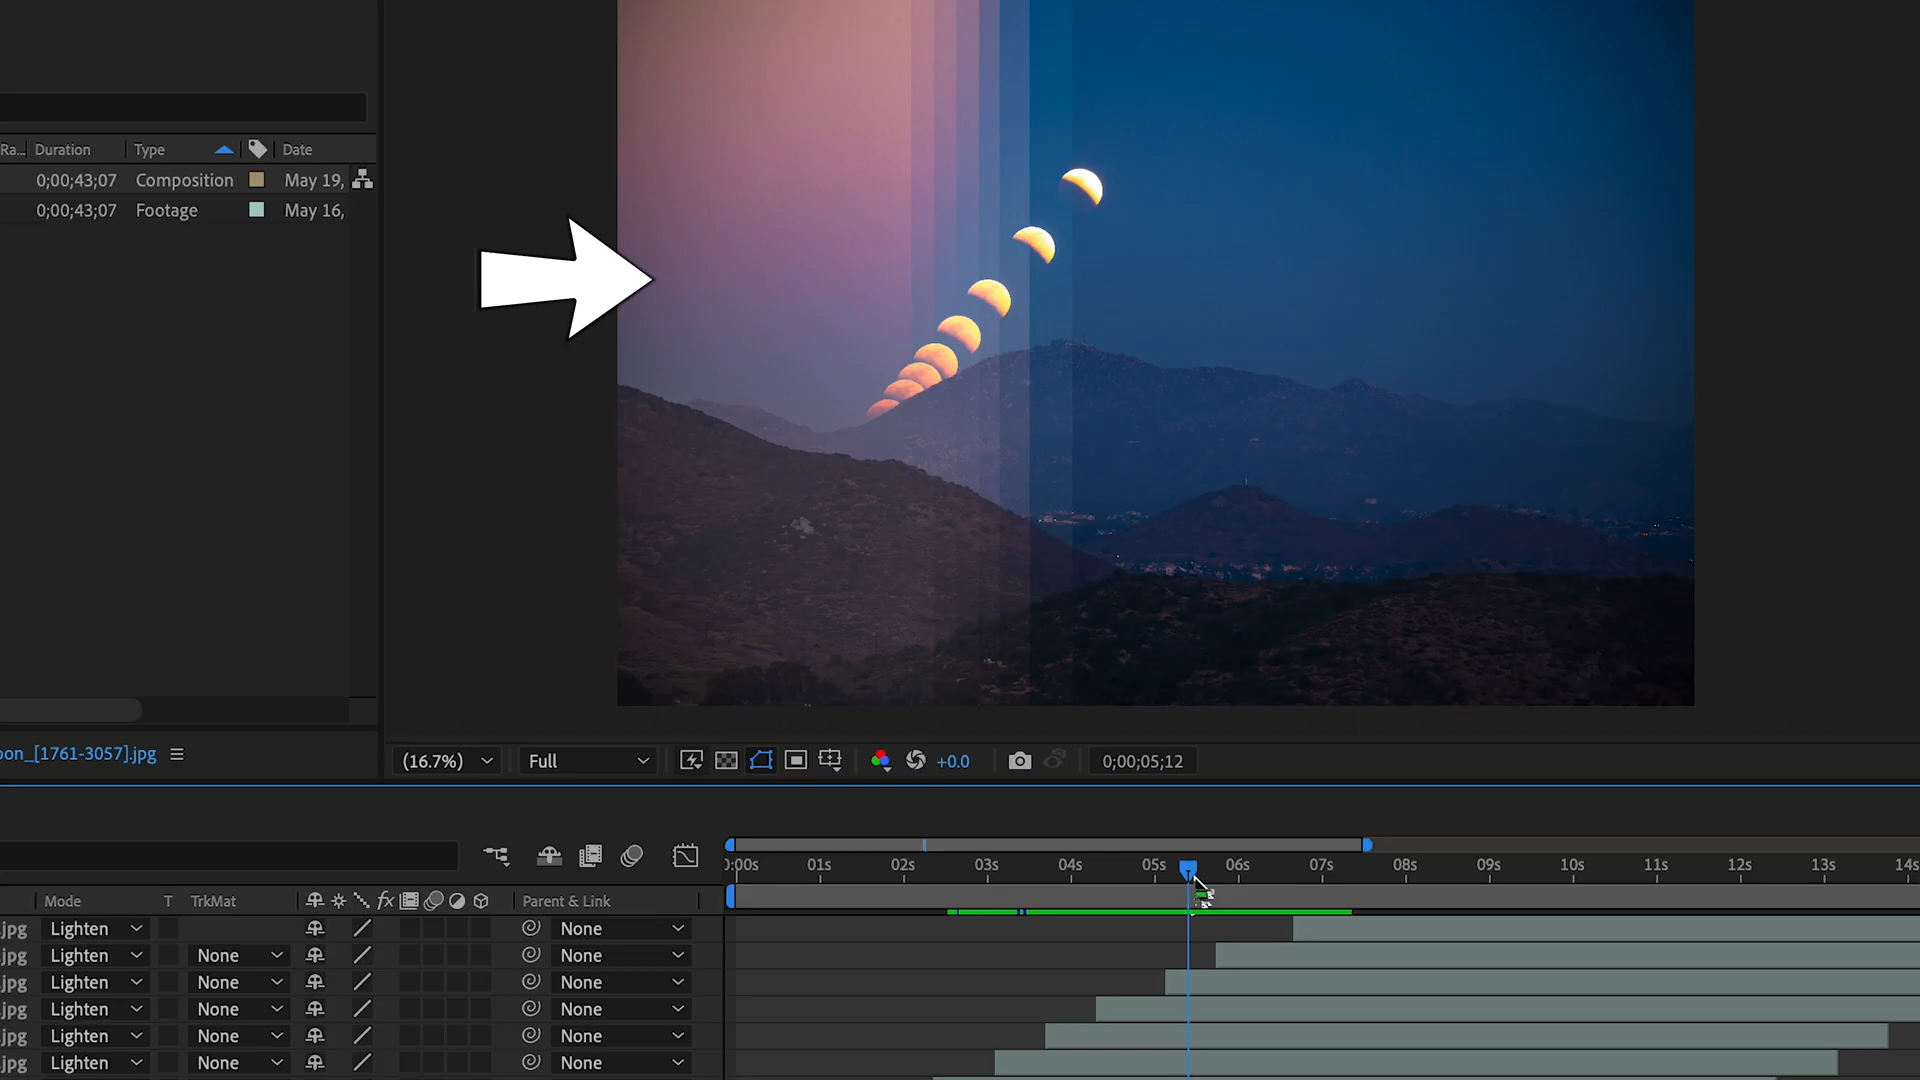 Ra... Duration Type Date
0;00;43;07 Composition May 19,
0;00;43;07 Footage May 16,
oon_[1761-3057].jpg
(16.7%) Full +0.0 0;00;05;12
0:00s 01s 02s 03s 04s 05s 06s 07s 08s 09s 10s 11s 12s 13s 14s
Mode T TrkMat fx Parent & Link
.jpg Lighten None
.jpg Lighten None None
.jpg Lighten None None
.jpg Lighten None None
.jpg Lighten None None
.jpg Lighten None None